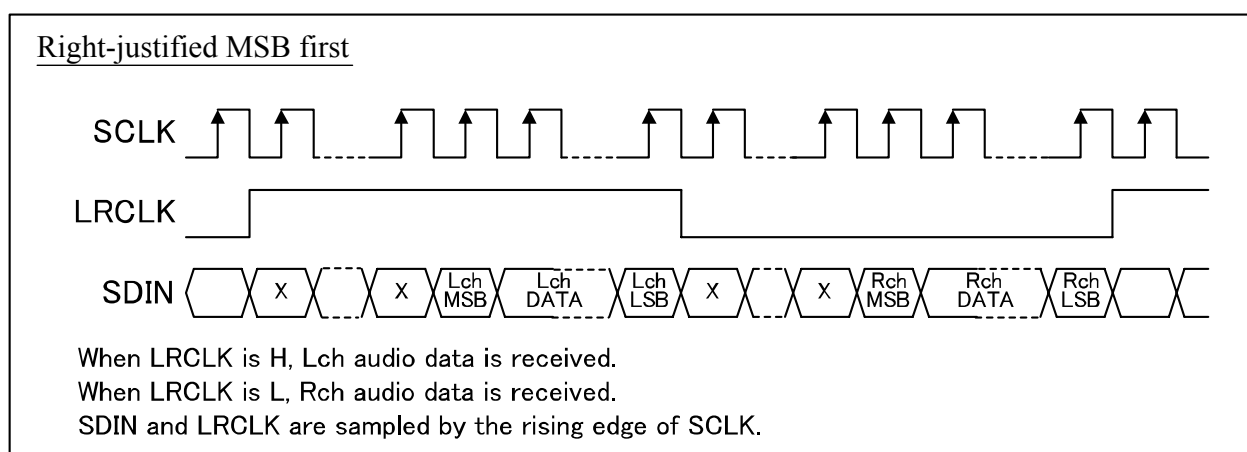 Right-justified MSB first
SCLK
LRCLK
SDIN X X Lch MSB Lch DATA Lch LSB X X Rch MSB Rch DATA Rch LSB
When LRCLK is H, Lch audio data is received.
When LRCLK is L, Rch audio data is received.
SDIN and LRCLK are sampled by the rising edge of SCLK.